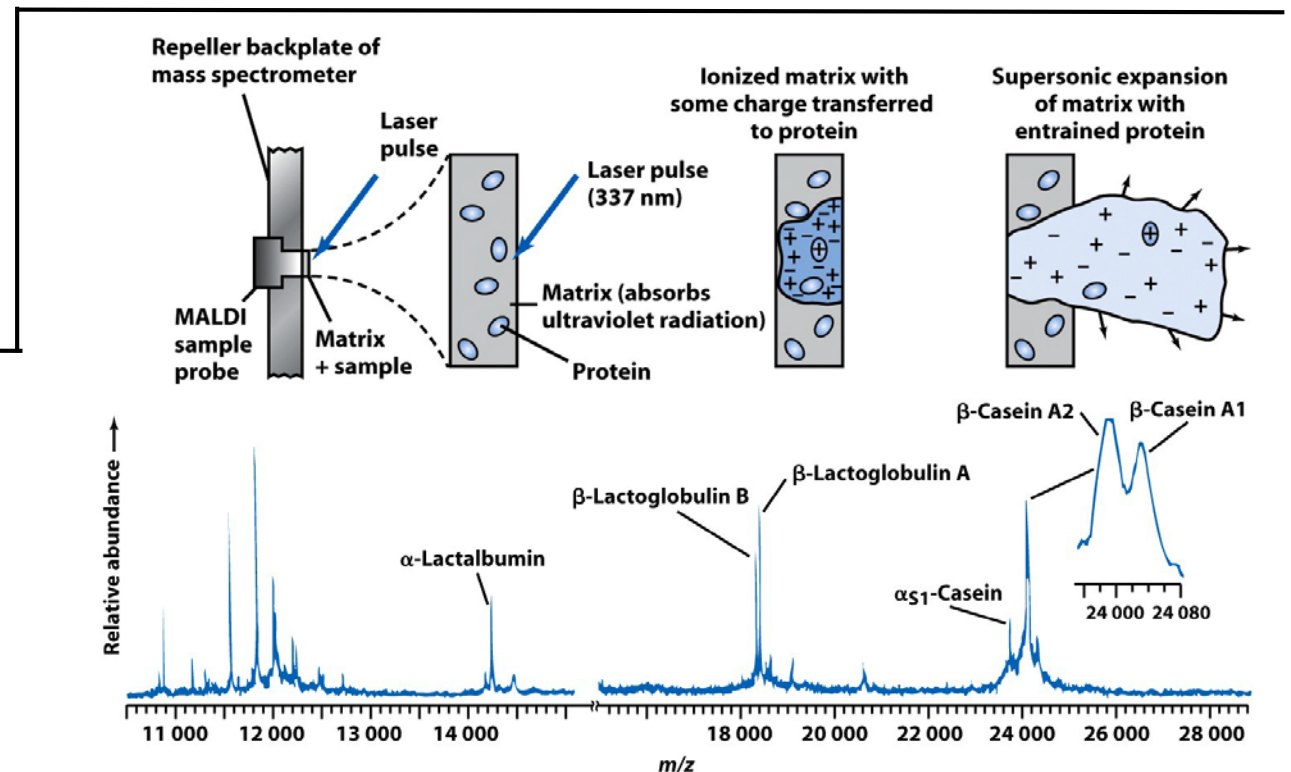 Repeller backplate of
mass spectrometer
Laser
pulse
MALDI
sample
probe
Matrix
+ sample
Laser pulse
(337 nm)
Matrix (absorbs
ultraviolet radiation)
Protein
Ionized matrix with
some charge transferred
to protein
Supersonic expansion
of matrix with
entrained protein
Relative abundance
α-Lactalbumin
β-Lactoglobulin B
β-Lactoglobulin A
αS1-Casein
β-Casein A2
β-Casein A1
24 000 24 080
11 000 12 000 13 000 14 000 18 000 20 000 22 000 24 000 26 000 28 000
m/z